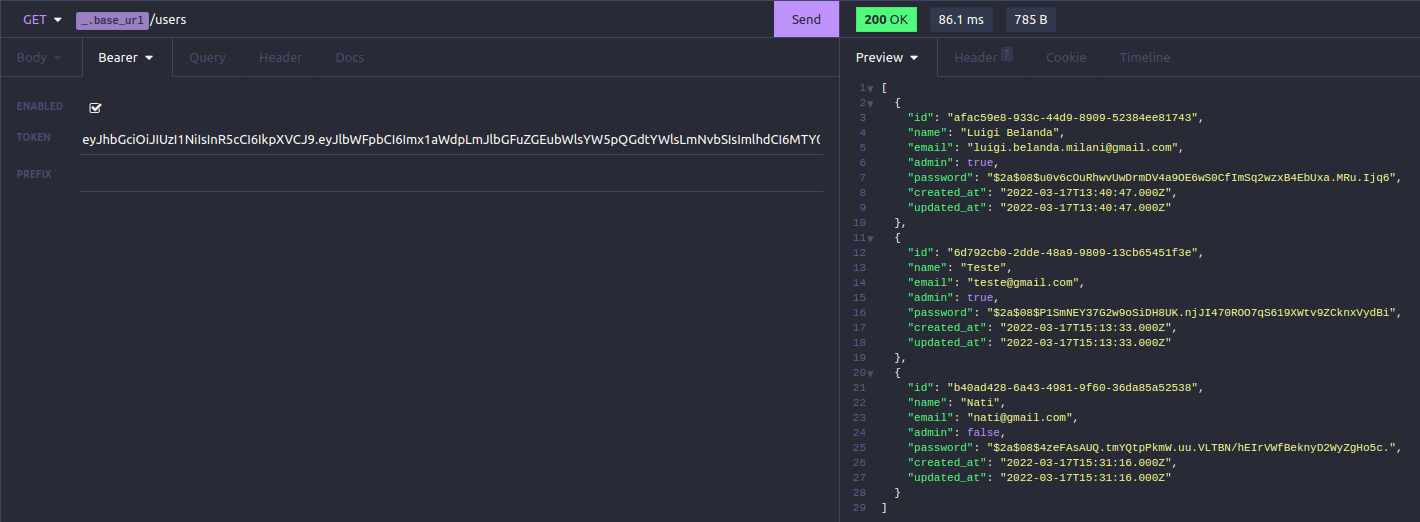 GET _.base_url/users Send
Body Bearer Query Header Docs
ENABLED
TOKEN eyJhbGciOiJIUzI1NiIsInR5cCI6IkpXVCJ9.eyJlbWFpbCI6Imx1aWdpLmJlbGFuZGEubWlsYW5pQGdtYWlsLmNvbSIsImlhdCI6MTY0
PREFIX
200 OK 86.1 ms 785 B
Preview Header 7 Cookie Timeline
1 [
2 {
3 "id": "afac59e8-933c-44d9-8909-52384ee81743",
4 "name": "Luigi Belanda",
5 "email": "luigi.belanda.milani@gmail.com",
6 "admin": true,
7 "password": "$2a$08$u0v6cOuRhwvUwDrmDV4a9OE6wS0CfImSq2wzxB4EbUxa.MRu.Ijq6",
8 "created_at": "2022-03-17T13:40:47.000Z",
9 "updated_at": "2022-03-17T13:40:47.000Z"
10 },
11 {
12 "id": "6d792cb0-2dde-48a9-9809-13cb65451f3e",
13 "name": "Teste",
14 "email": "teste@gmail.com",
15 "admin": true,
16 "password": "$2a$08$P1SmNEY37G2w9oSiDH8UK.njJI470ROO7qS619XWtv9ZCknxVydBi",
17 "created_at": "2022-03-17T15:13:33.000Z",
18 "updated_at": "2022-03-17T15:13:33.000Z"
19 },
20 {
21 "id": "b40ad428-6a43-4981-9f60-36da85a52538",
22 "name": "Nati",
23 "email": "nati@gmail.com",
24 "admin": false,
25 "password": "$2a$08$4zeFAsAUQ.tmYQtpPkmW.uu.VLTBN/hEIrVWfBeknyD2WyZgHo5c.",
26 "created_at": "2022-03-17T15:31:16.000Z",
27 "updated_at": "2022-03-17T15:31:16.000Z"
28 }
29 ]